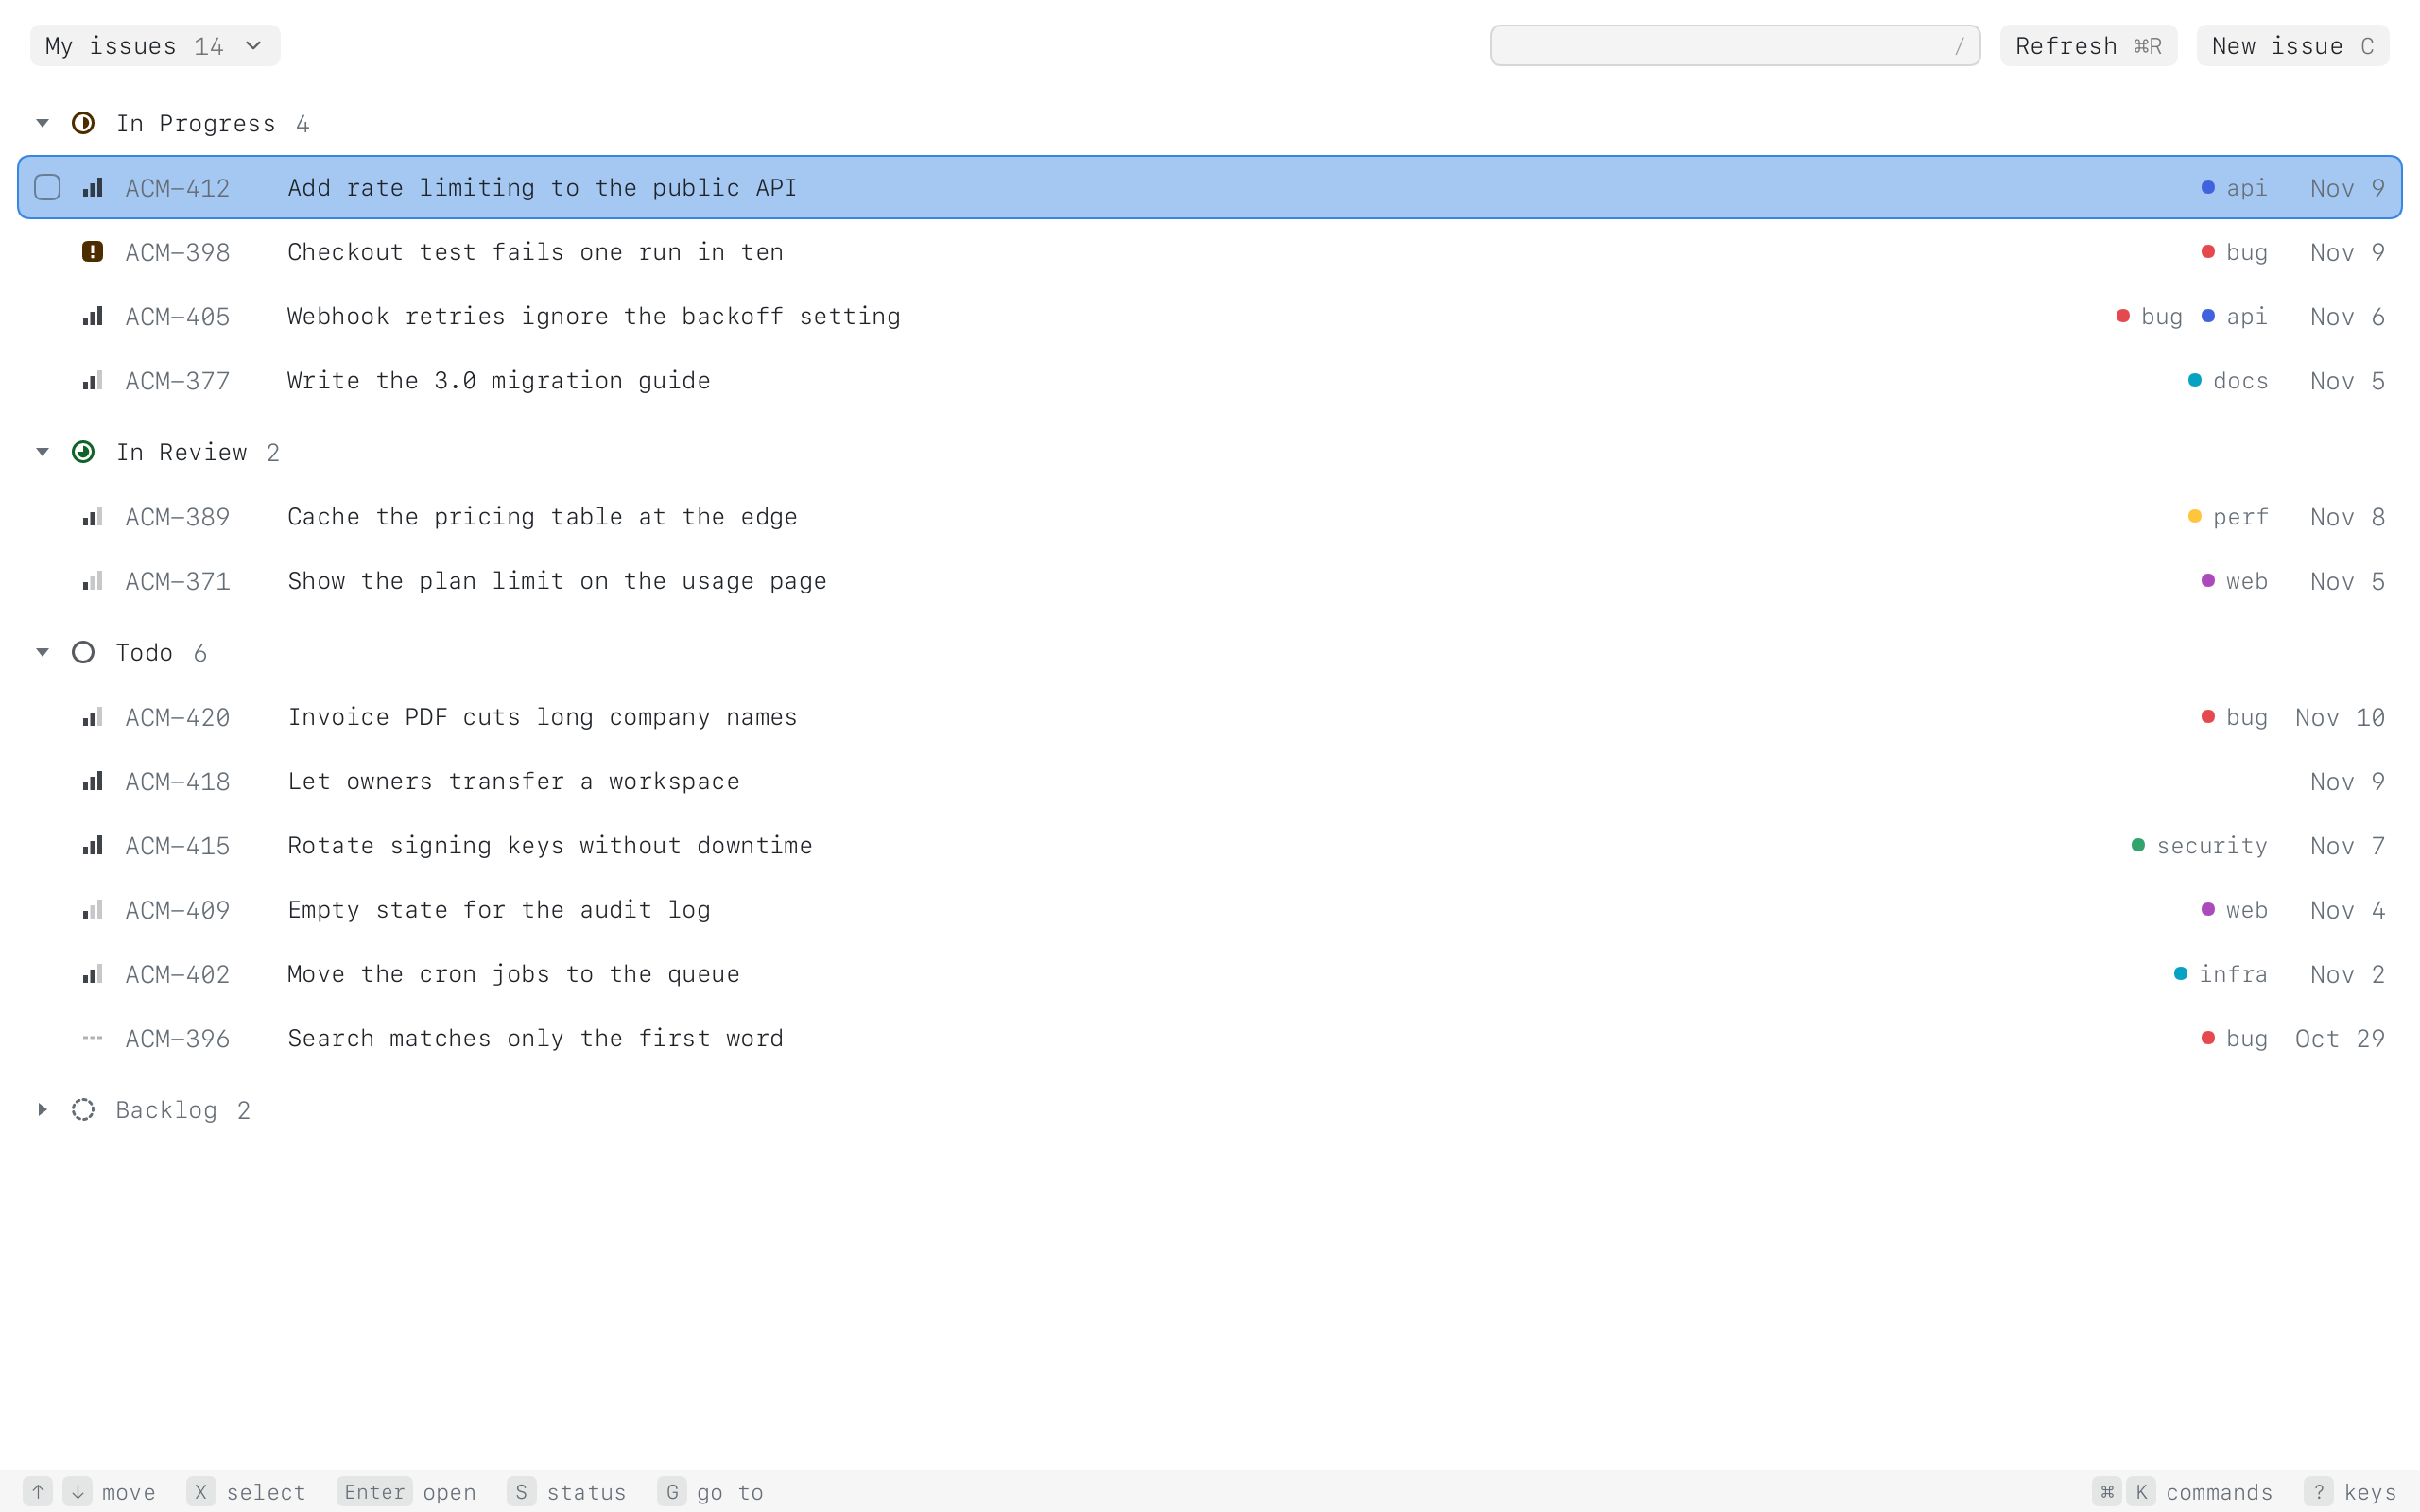 My issues 14 / Refresh ⌘R New issue C
In Progress 4
ACM-412 Add rate limiting to the public API api Nov 9
! ACM-398 Checkout test fails one run in ten bug Nov 9
ACM-405 Webhook retries ignore the backoff setting bug api Nov 6
ACM-377 Write the 3.0 migration guide docs Nov 5
In Review 2
ACM-389 Cache the pricing table at the edge perf Nov 8
ACM-371 Show the plan limit on the usage page web Nov 5
Todo 6
ACM-420 Invoice PDF cuts long company names bug Nov 10
ACM-418 Let owners transfer a workspace Nov 9
ACM-415 Rotate signing keys without downtime security Nov 7
ACM-409 Empty state for the audit log web Nov 4
ACM-402 Move the cron jobs to the queue infra Nov 2
ACM-396 Search matches only the first word bug Oct 29
Backlog 2
↑ ↓ move X select Enter open S status G go to ⌘ K commands ? keys